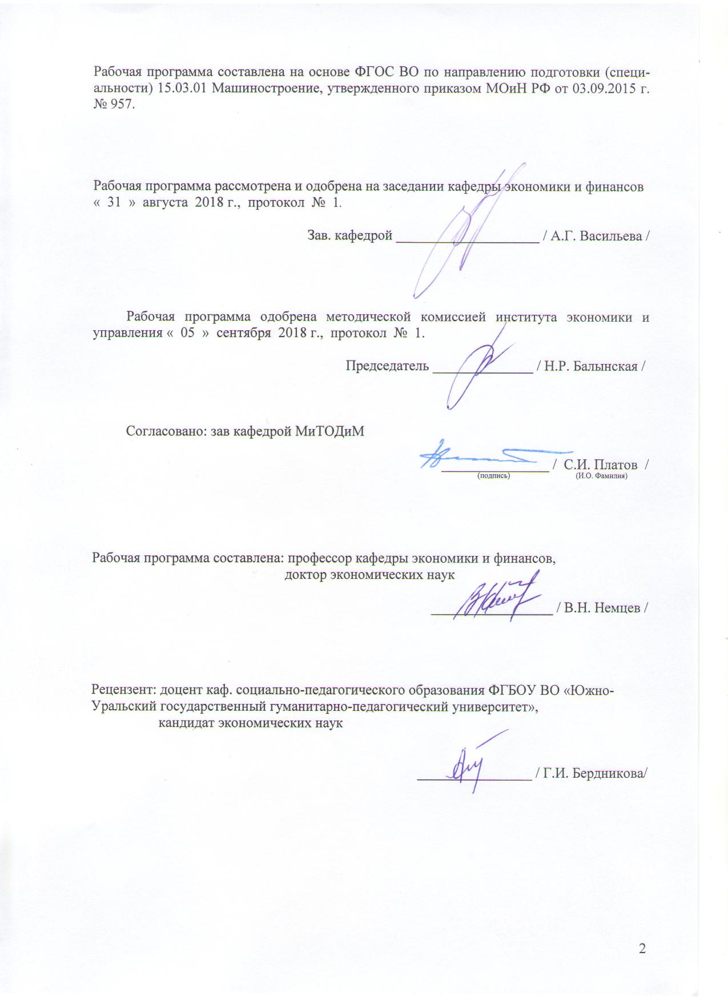 Рабочая программа составлена на основе ФГОС ВО по направлению подготовки (специ-
альности) 15.03.01 Машиностроение, утвержденного приказом МОиН РФ от 03.09.2015 г.
№ 957.
Рабочая программа рассмотрена и одобрена на заседании кафедры экономики и финансов
« 31 » августа 2018 г., протокол № 1.
Зав. кафедрой ____________________ / А.Г. Васильева /
Рабочая программа одобрена методической комиссией института экономики и
управления « 05 » сентября 2018 г., протокол № 1.
Председатель ______________ / Н.Р. Балынская /
Согласовано: зав кафедрой МиТОДиМ
_______________ / С.И. Платов /
(подпись) (И.О. Фамилия)
Рабочая программа составлена: профессор кафедры экономики и финансов,
доктор экономических наук
_________________ / В.Н. Немцев /
Рецензент: доцент каф. социально-педагогического образования ФГБОУ ВО «Южно-
Уральский государственный гуманитарно-педагогический университет»,
кандидат экономических наук
________________ / Г.И. Бердникова/
2